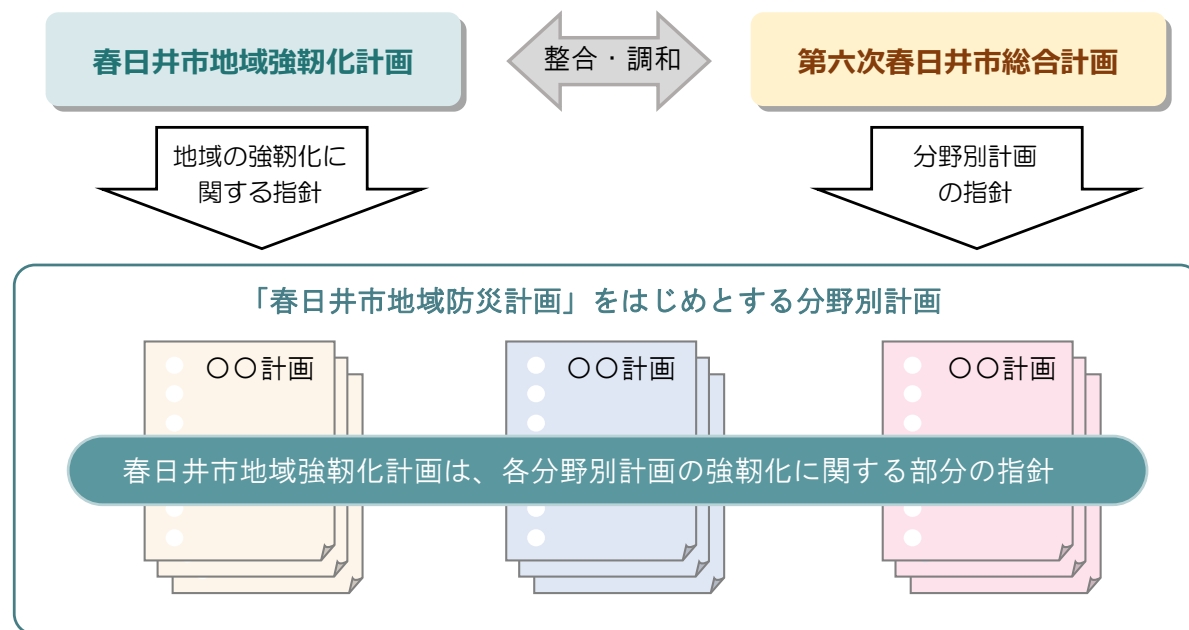 春日井市地域強靭化計画
整合・調和
第六次春日井市総合計画
地域の強靭化に
関する指針
分野別計画
の指針
「春日井市地域防災計画」をはじめとする分野別計画
〇〇計画
〇〇計画
〇〇計画
春日井市地域強靭化計画は、各分野別計画の強靭化に関する部分の指針